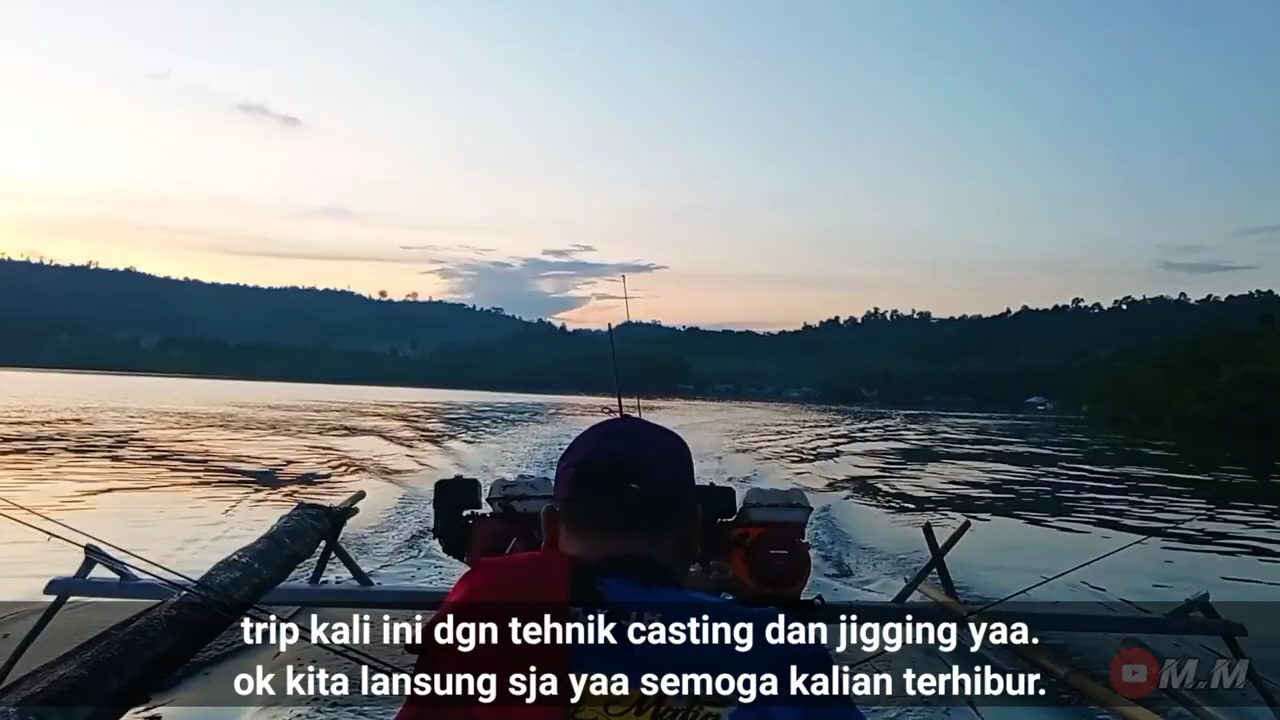 trip kali ini dgn tehnik casting dan jigging yaa.
ok kita lansung sja yaa semoga kalian terhibur.
M.M